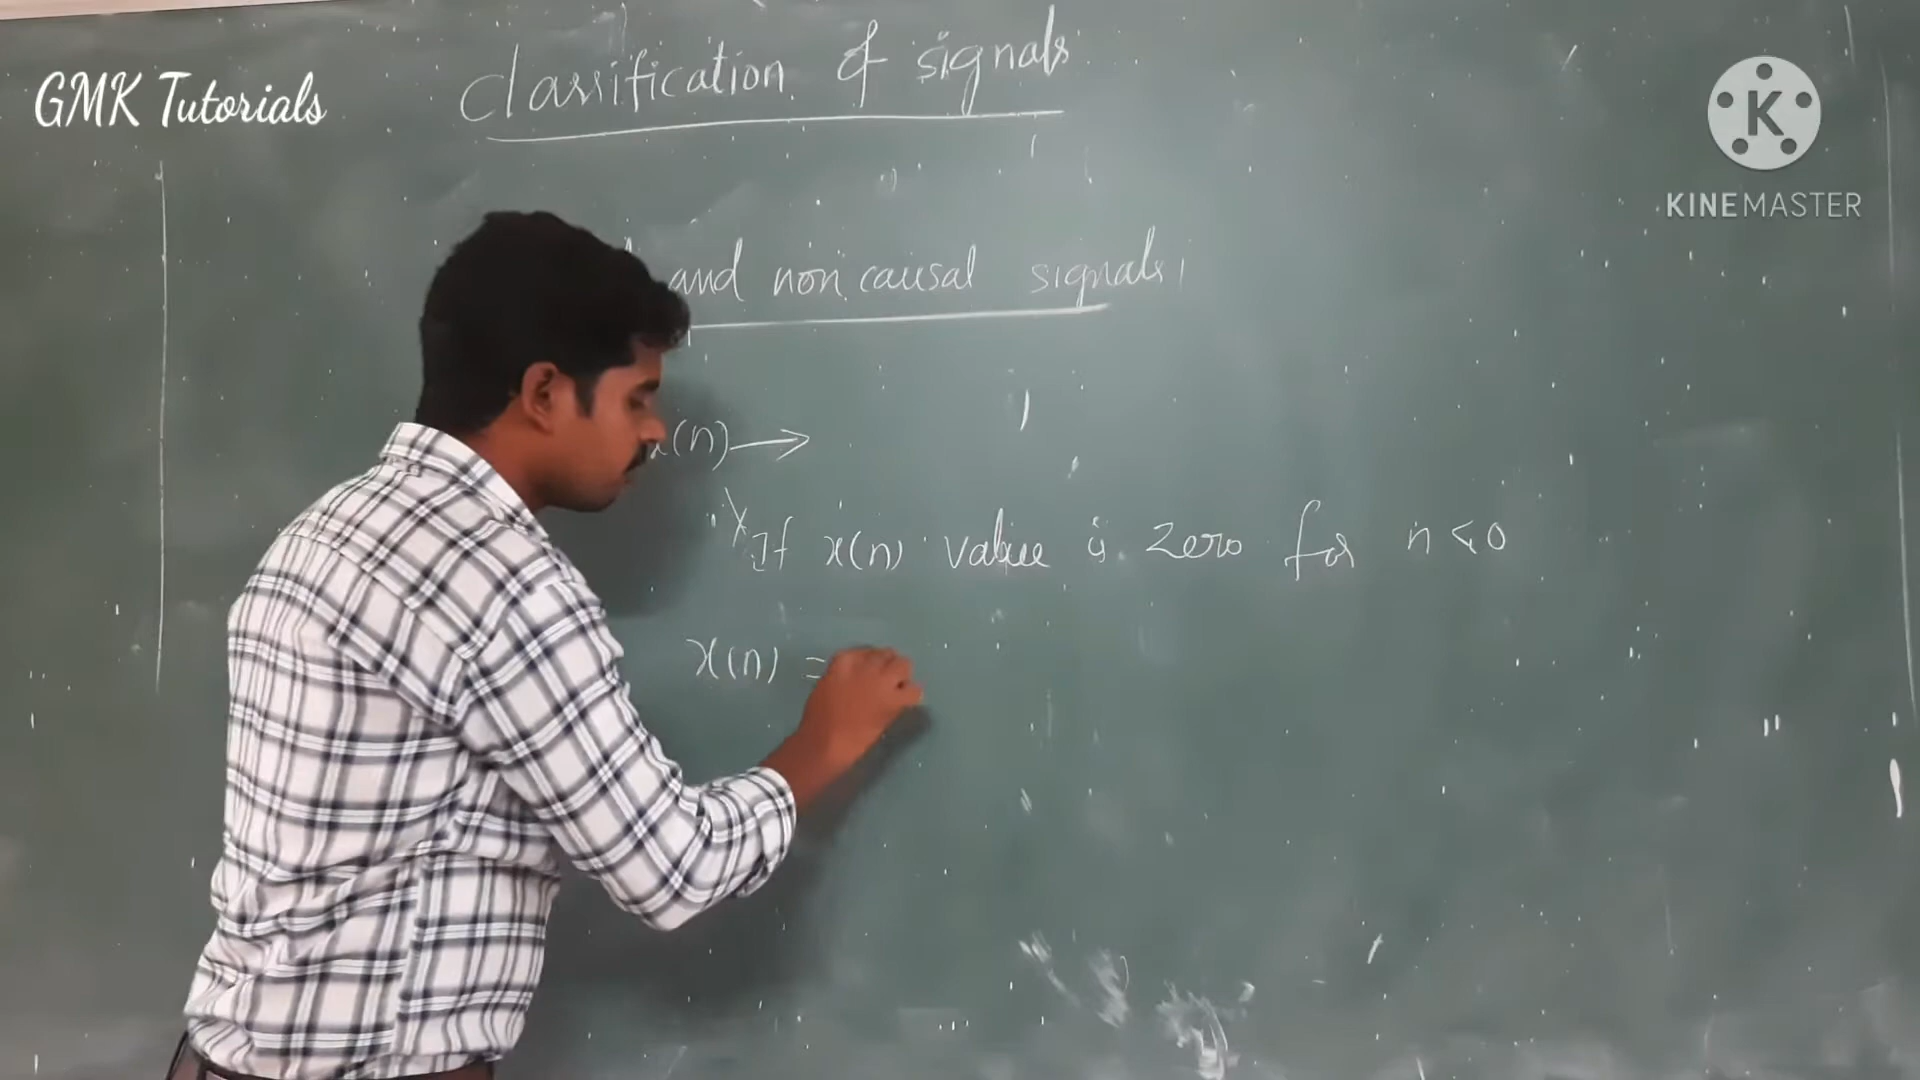 GMK Tutorials
classification of signals
K
KINEMASTER
and non causal signals
x(n) →
If x(n) value is zero for n < 0
x(n) =